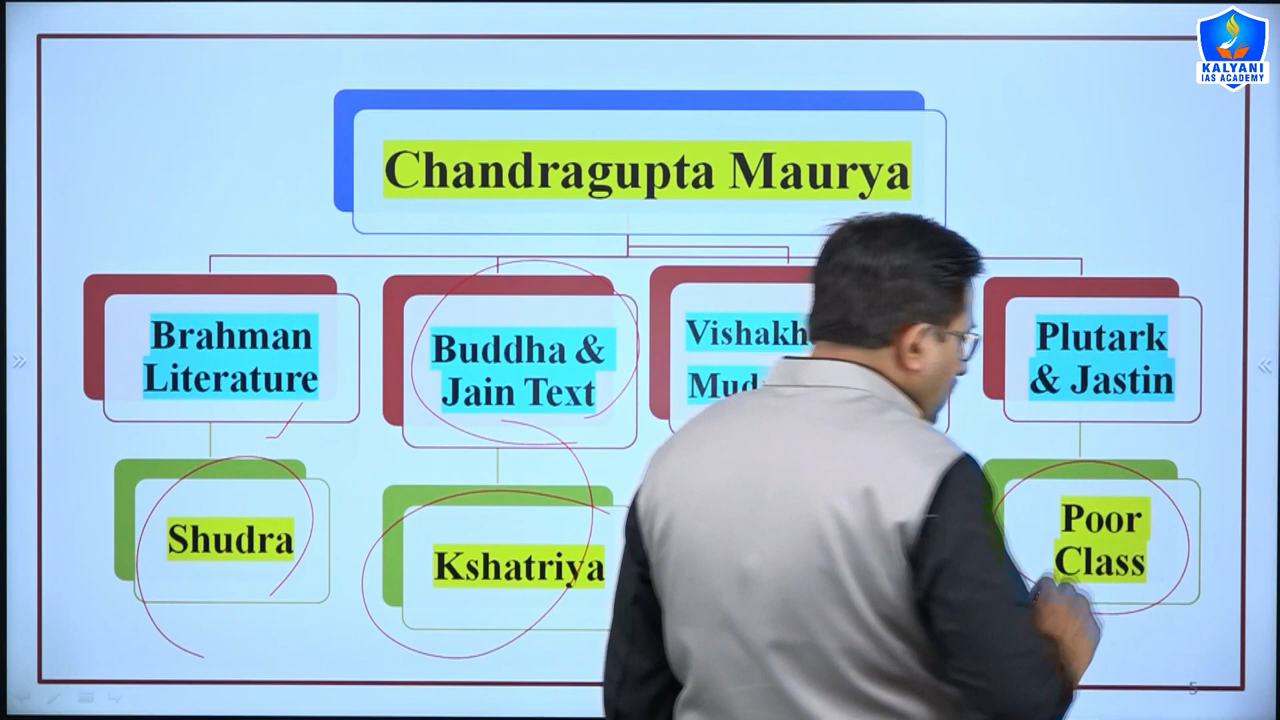 KALYANI
IAS ACADEMY
Chandragupta Maurya
Brahman
Literature
Buddha &
Jain Text
Plutark
& Jastin
Shudra
Kshatriya
Poor
Class
5